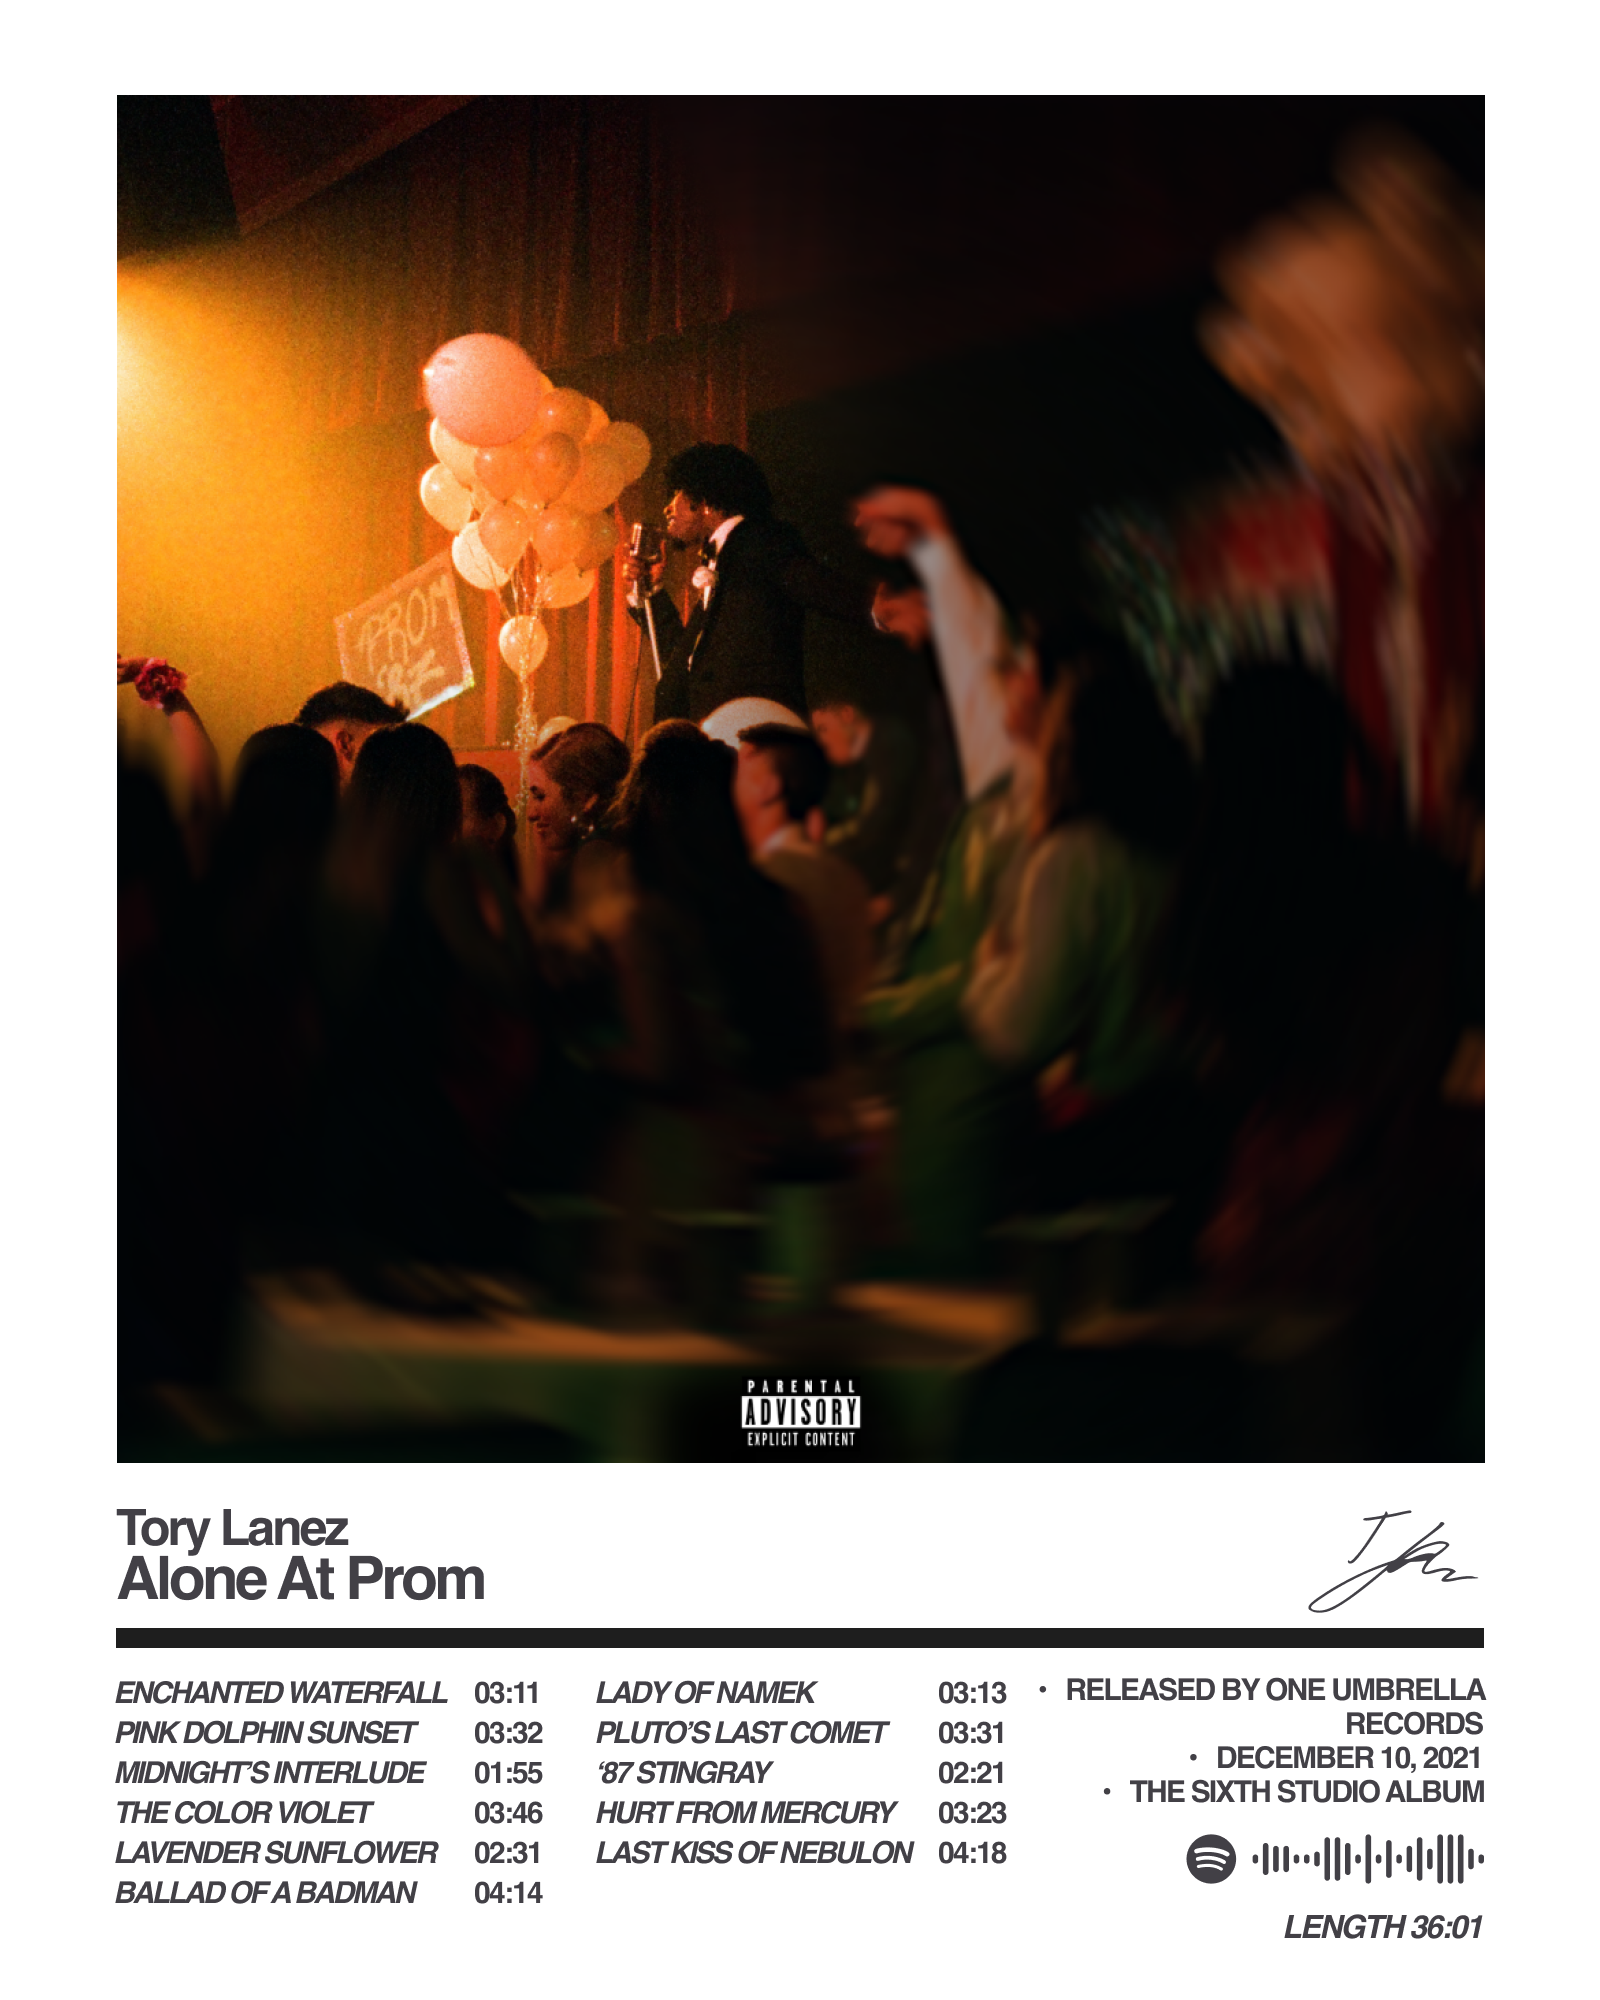 PROM
PARENTAL
ADVISORY
EXPLICIT CONTENT
Tory Lanez
Alone At Prom
ENCHANTED WATERFALL 03:11
PINK DOLPHIN SUNSET 03:32
MIDNIGHT’S INTERLUDE 01:55
THE COLOR VIOLET 03:46
LAVENDER SUNFLOWER 02:31
BALLAD OF A BADMAN 04:14
LADY OF NAMEK 03:13
PLUTO’S LAST COMET 03:31
‘87 STINGRAY 02:21
HURT FROM MERCURY 03:23
LAST KISS OF NEBULON 04:18
• RELEASED BY ONE UMBRELLA
RECORDS
• DECEMBER 10, 2021
• THE SIXTH STUDIO ALBUM
LENGTH 36:01